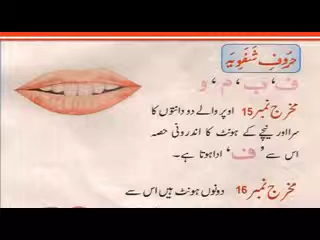 حروفِ شَفَوِیَہ
ف، ب، م، و
مخرج نمبر 15 اوپر والے دو دانتوں کا
سرا اور نیچے کے ہونٹ کا اندرونی حصہ
اس سے ’ف‘ ادا ہوتا ہے۔
مخرج نمبر 16 دونوں ہونٹ ہیں اس سے